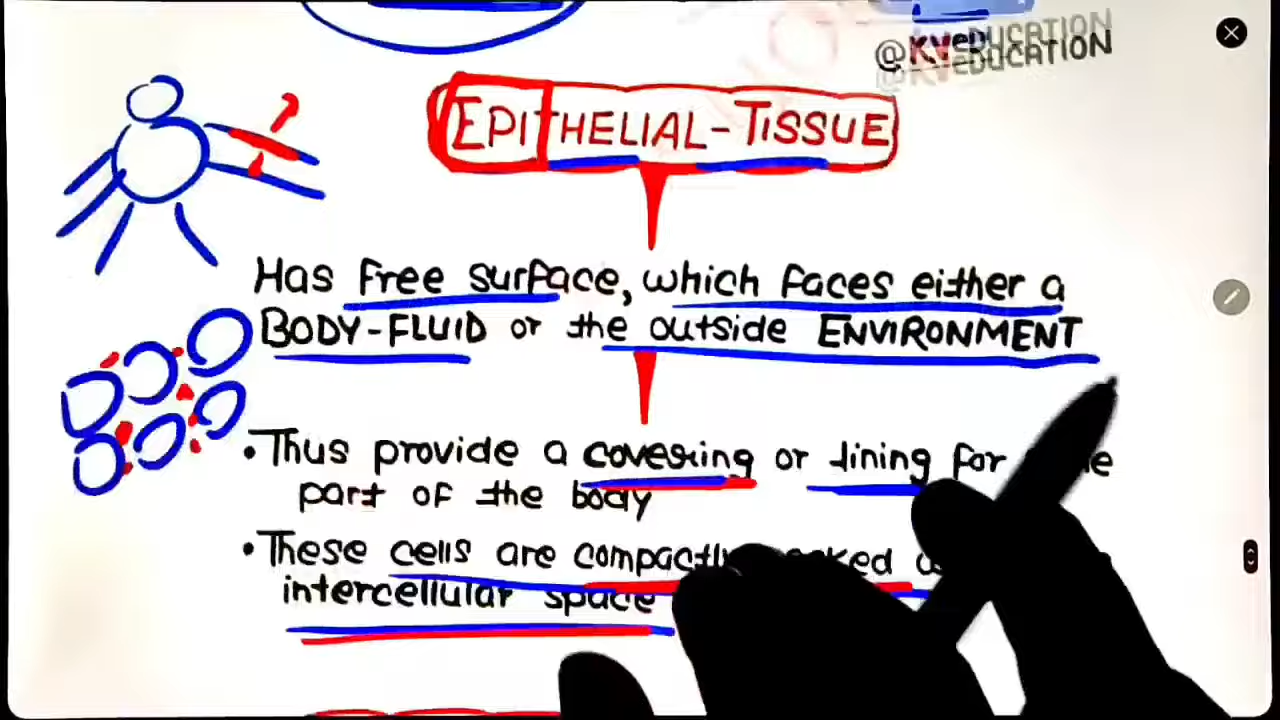 @KVeDUCATION
EPITHELIAL-TISSUE
Has free surface, which faces either a
BODY-FLUID or the outside ENVIRONMENT
• Thus provide a covering or lining for
part of the body
• These cells are
intercellular space